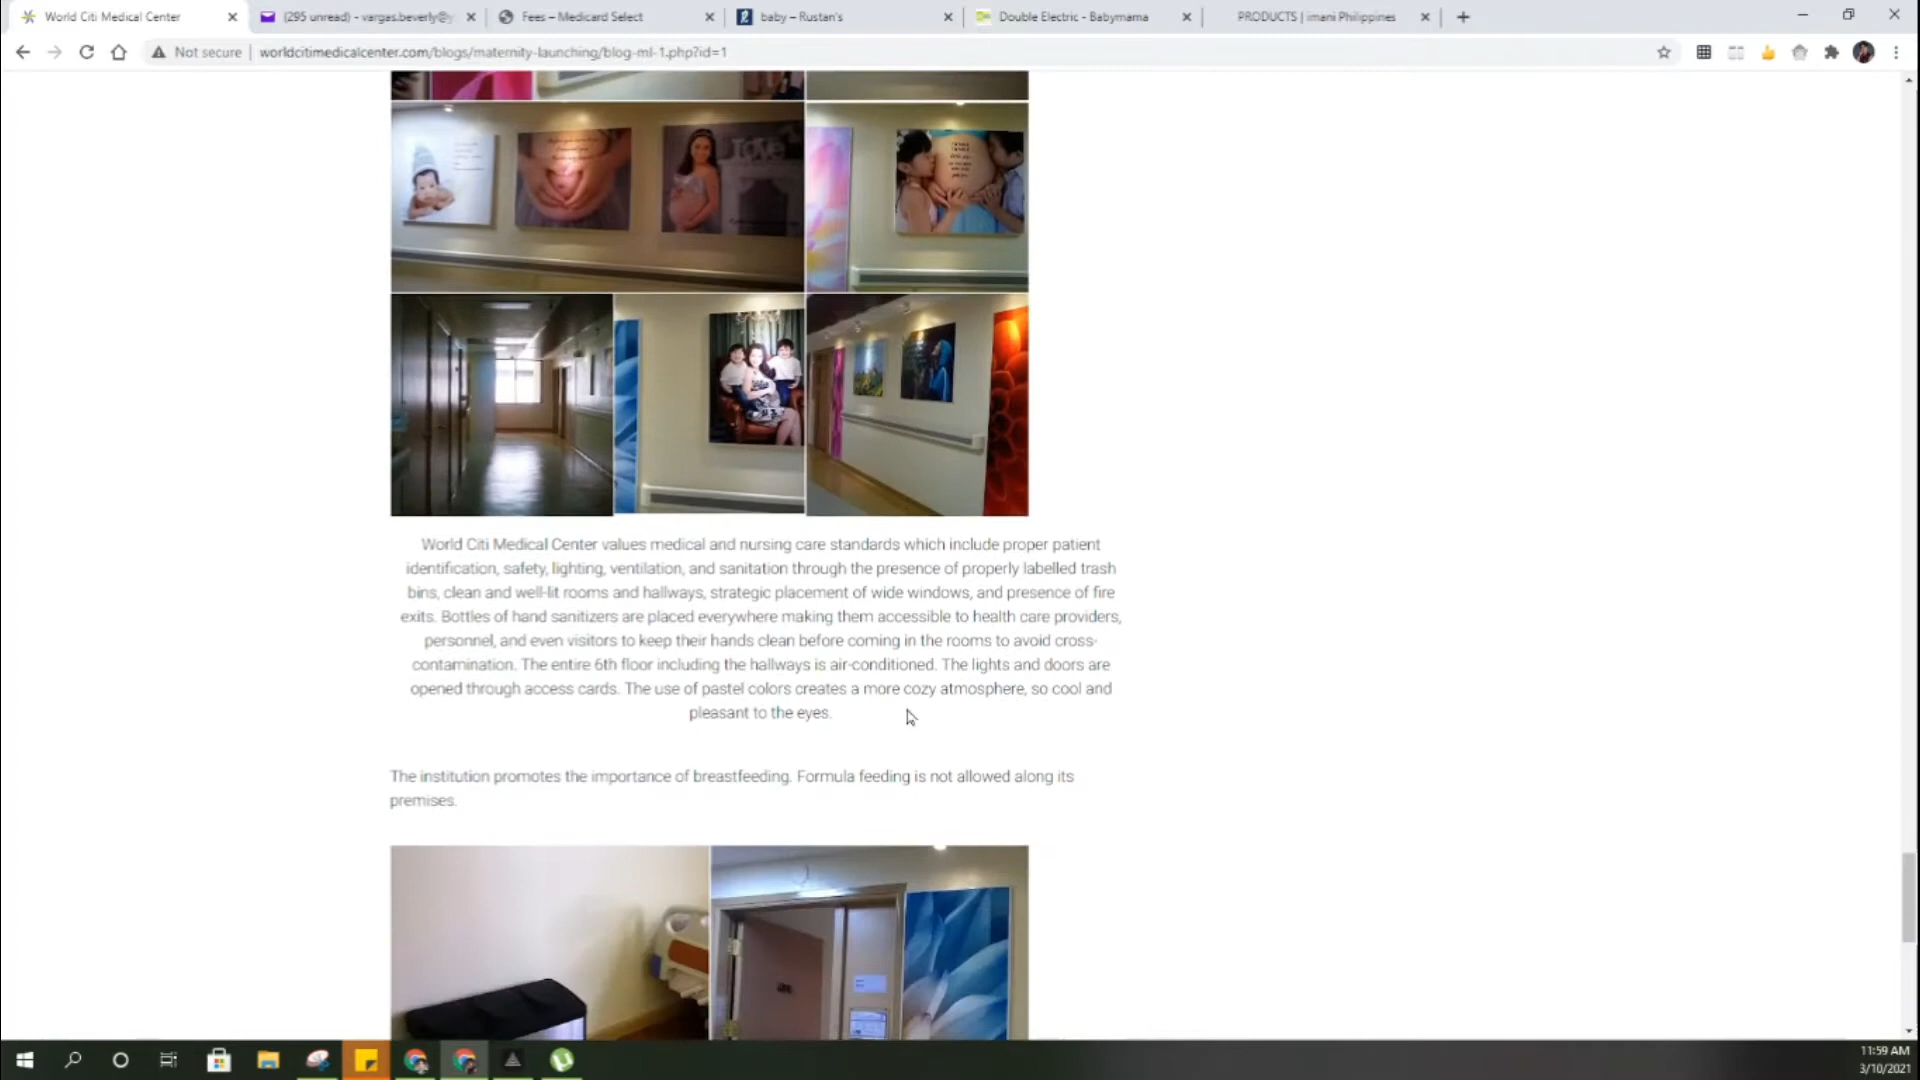 World Citi Medical Center
(295 unread) - vargas.beverly@y
Fees – Medicard Select
baby – Rustan's
Double Electric - Babymama
PRODUCTS | imani Philippines
Not secure
worldcitimedicalcenter.com/blogs/maternity-launching/blog-ml-1.php?id=1
Love
World Citi Medical Center values medical and nursing care standards which include proper patient
identification, safety, lighting, ventilation, and sanitation through the presence of properly labelled trash
bins, clean and well-lit rooms and hallways, strategic placement of wide windows, and presence of fire
exits. Bottles of hand sanitizers are placed everywhere making them accessible to health care providers,
personnel, and even visitors to keep their hands clean before coming in the rooms to avoid cross-
contamination. The entire 6th floor including the hallways is air-conditioned. The lights and doors are
opened through access cards. The use of pastel colors creates a more cozy atmosphere, so cool and
pleasant to the eyes.
The institution promotes the importance of breastfeeding. Formula feeding is not allowed along its
premises.
11:59 AM
3/10/2021